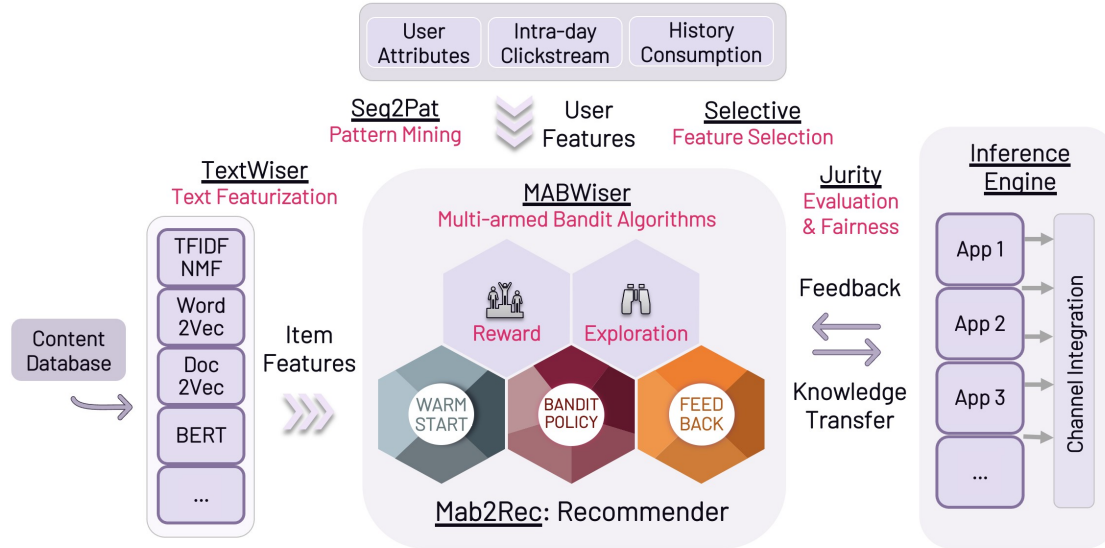 User
Attributes
Intra-day
Clickstream
History
Consumption
Seq2Pat
Pattern Mining
User
Features
Selective
Feature Selection
TextWiser
Text Featurization
MABWiser
Multi-armed Bandit Algorithms
Jurity
Evaluation
& Fairness
Inference
Engine
Content
Database
TFIDF
NMF
Word
2Vec
Doc
2Vec
BERT
...
Item
Features
Reward
Exploration
WARM
START
BANDIT
POLICY
FEED
BACK
Mab2Rec: Recommender
Feedback
Knowledge
Transfer
App 1
App 2
App 3
...
Channel Integration